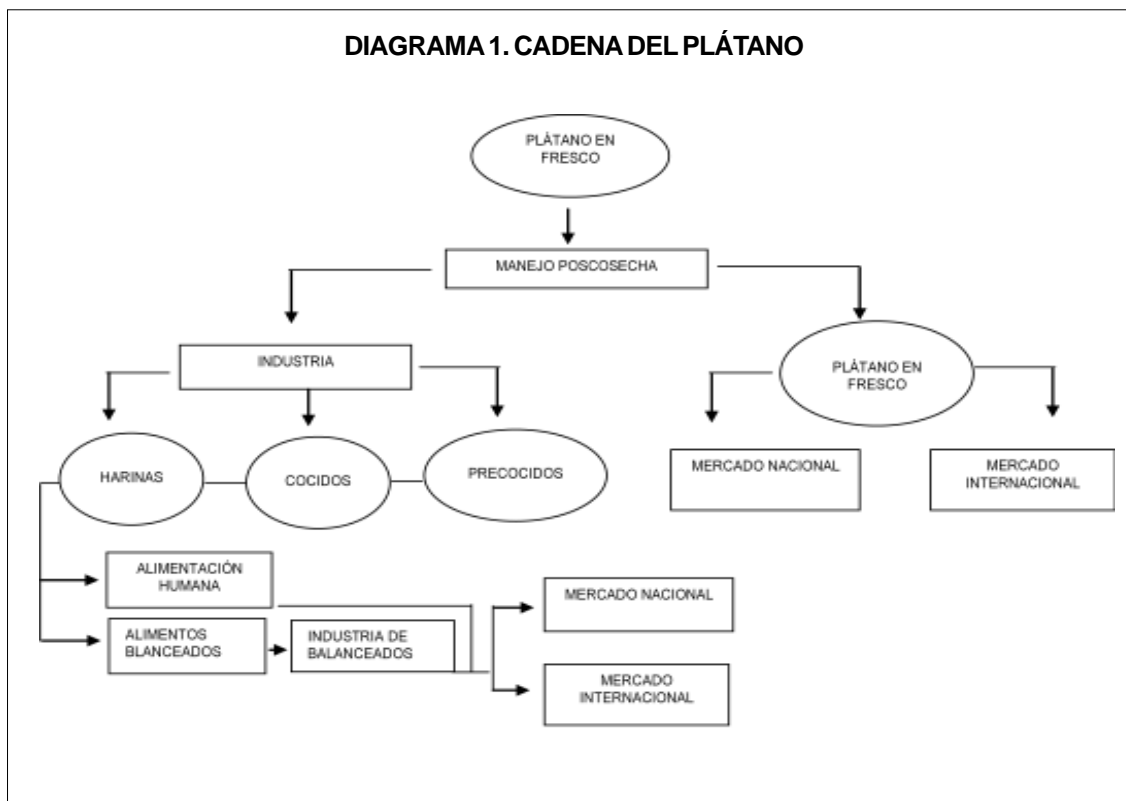 DIAGRAMA 1. CADENA DEL PLÁTANO
PLÁTANO EN
FRESCO
MANEJO POSCOSECHA
INDUSTRIA
PLÁTANO EN
FRESCO
HARINAS
COCIDOS
PRECOCIDOS
MERCADO NACIONAL
MERCADO
INTERNACIONAL
ALIMENTACIÓN
HUMANA
ALIMENTOS
BLANCEADOS
INDUSTRIA DE
BALANCEADOS
MERCADO NACIONAL
MERCADO
INTERNACIONAL